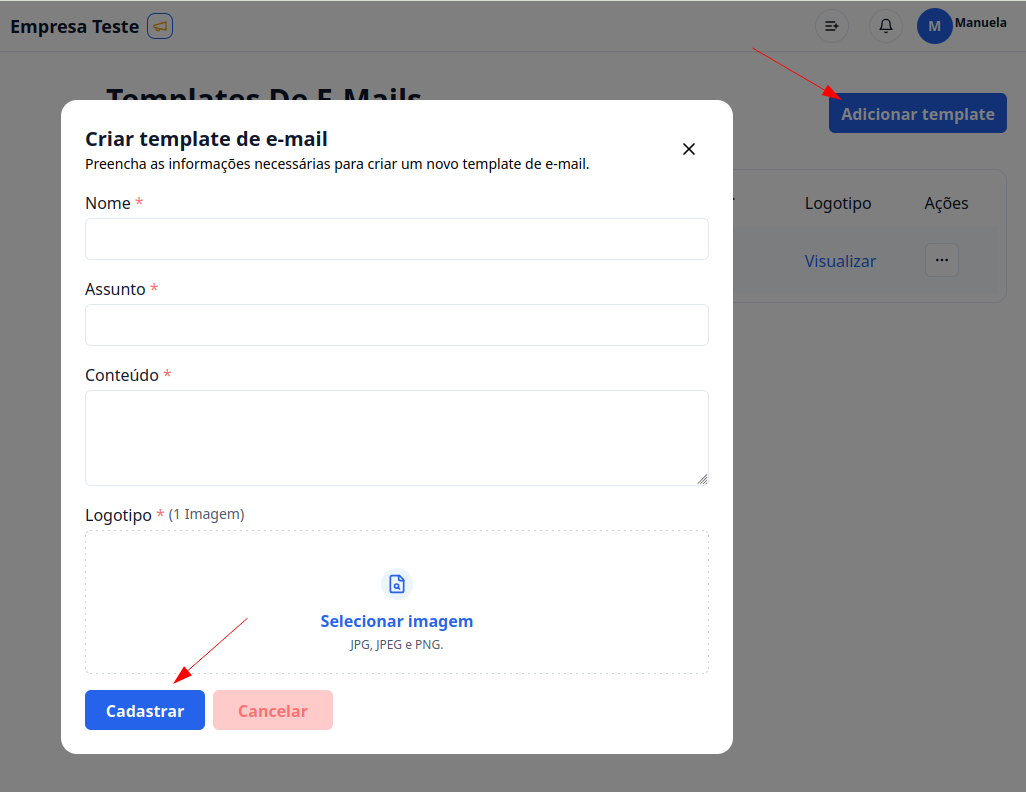 Empresa Teste
M
Manuela
Templates De E-Mails
Adicionar template
Criar template de e-mail
Preencha as informações necessárias para criar um novo template de e-mail.
Nome *
Logotipo
Ações
Visualizar
...
Assunto *
Conteúdo *
Logotipo * (1 Imagem)
Selecionar imagem
JPG, JPEG e PNG.
Cadastrar
Cancelar